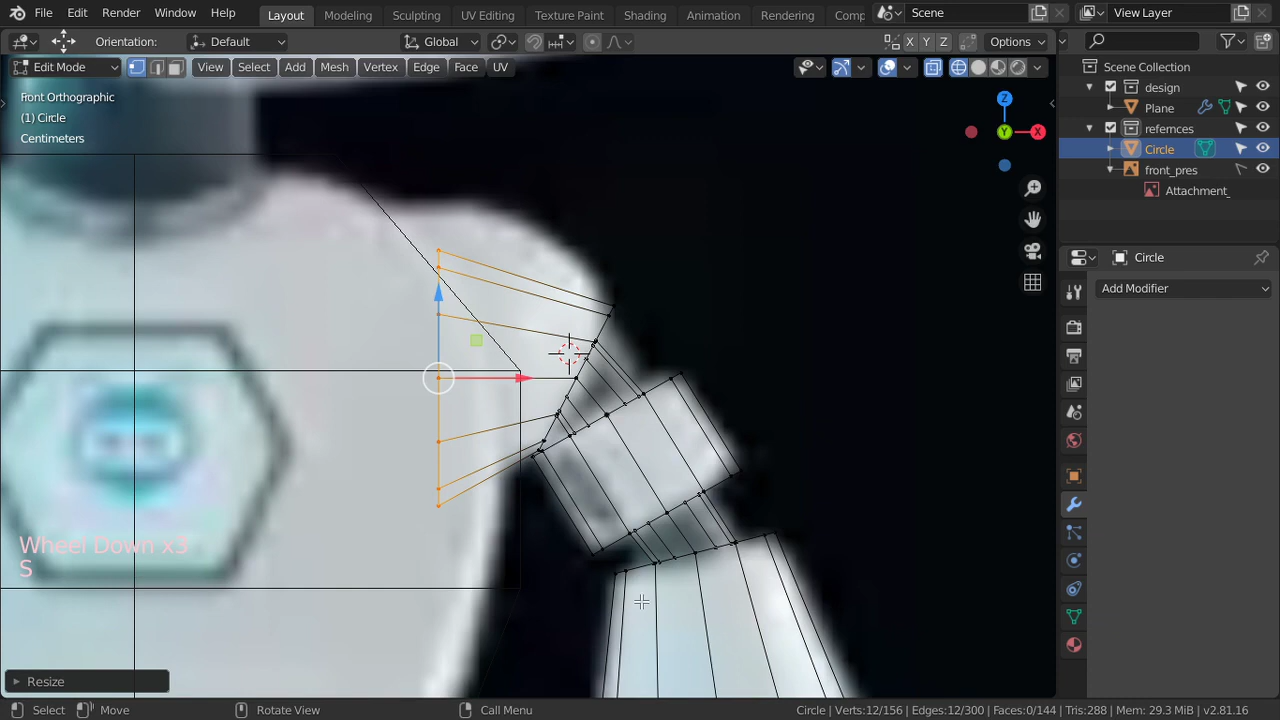 File Edit Render Window Help Layout Modeling Sculpting UV Editing Texture Paint Shading Animation Rendering Comp Scene View Layer
Orientation: Default Global X Y Z Options
Edit Mode View Select Add Mesh Vertex Edge Face UV
Front Orthographic
(1) Circle
Centimeters
Z
Y
X
Scene Collection
design
Plane
refernces
Circle
front_pres
Attachment_
Circle
Add Modifier
Wheel Down x3
S
Resize
Select Move Rotate View Call Menu Circle | Verts:12/156 | Edges:12/300 | Faces:0/144 | Tris:288 | Mem: 29.3 MiB | v2.81.16